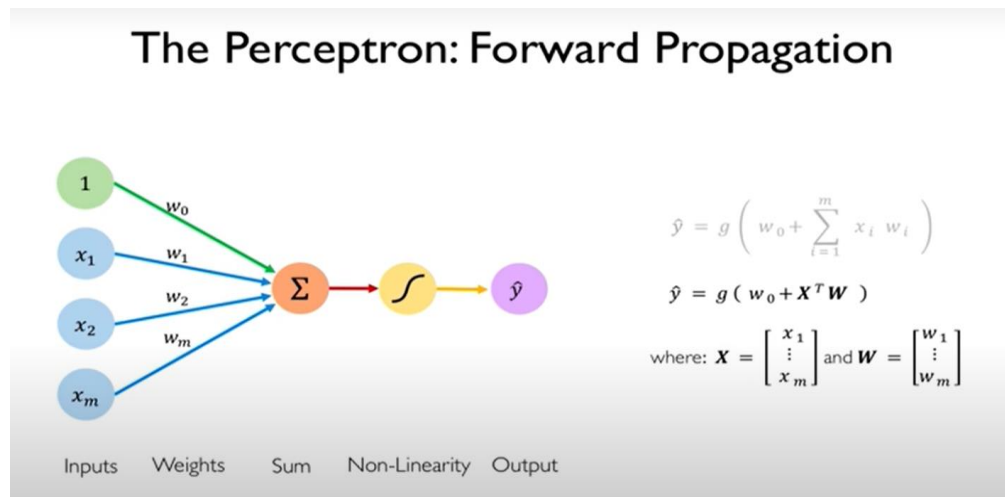 The Perceptron: Forward Propagation
1
x₁
x₂
xₘ
w₀
w₁
w₂
wₘ
Σ
∫
ŷ
Inputs Weights Sum Non-Linearity Output
ŷ = g ( w₀ + ∑ᵢ₌₁ᵐ xᵢ wᵢ )
ŷ = g ( w₀ + XᵀW )
where: X = [ x₁ ⋮ xₘ ] and W = [ w₁ ⋮ wₘ ]